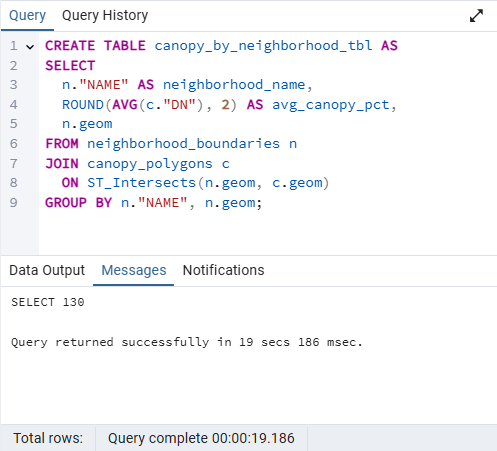 Query Query History
1 CREATE TABLE canopy_by_neighborhood_tbl AS
2 SELECT
3 n."NAME" AS neighborhood_name,
4 ROUND(AVG(c."DN"), 2) AS avg_canopy_pct,
5 n.geom
6 FROM neighborhood_boundaries n
7 JOIN canopy_polygons c
8 ON ST_Intersects(n.geom, c.geom)
9 GROUP BY n."NAME", n.geom;
Data Output Messages Notifications
SELECT 130
Query returned successfully in 19 secs 186 msec.
Total rows: Query complete 00:00:19.186